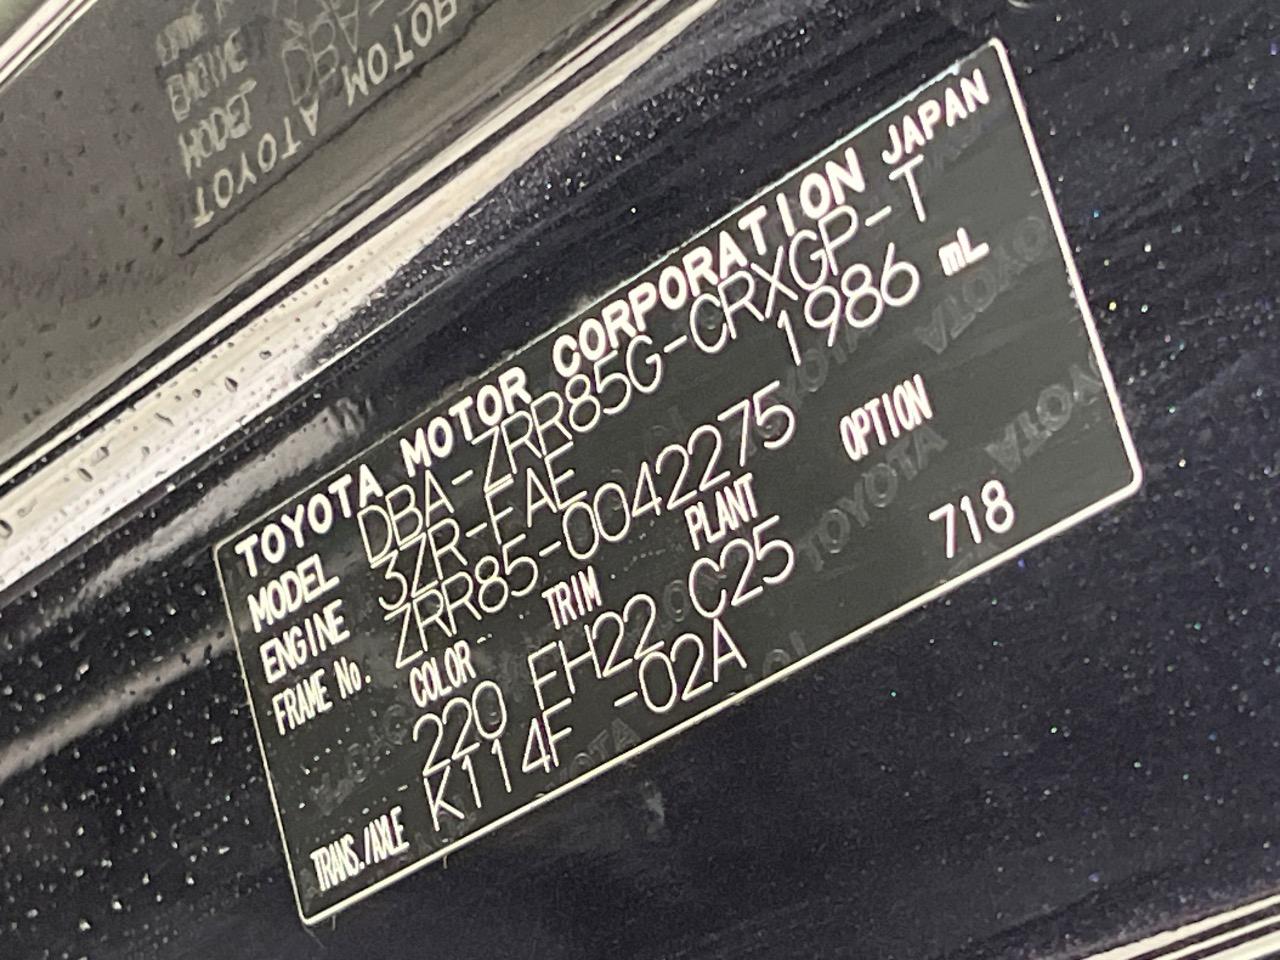 TOYOTA MOTOR CORPORATION JAPAN
MODEL DBA-ZRR85G-CRXGP-T
ENGINE 3ZR-FAE 1986 mL
FRAME No. ZRR85-0042275
COLOR TRIM PLANT OPTION
220 EH22 C25 718
TRANS./AXLE K114F -02A